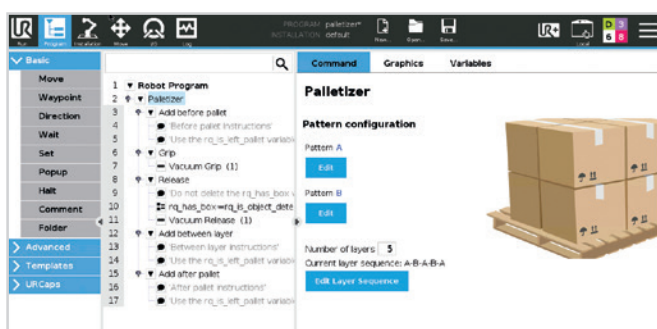 UR
PROGRAM palletizer*
INSTALLATION default
Program
Installation
Move
I/O
Log
New...
Open...
Save...
UR+
Local
Basic
Move
Waypoint
Direction
Wait
Set
Popup
Halt
Comment
Folder
Advanced
Templates
URCaps
1 Robot Program
2 Palletizer
3 Add before pallet
4 'Before pallet instructions'
5 'Use the rq_is_left_pallet variab
6 Grip
7 Vacuum Grip (1)
8 Release
9 'Do not delete the rq_has_box v
10 rq_has_box=rq_is_object_dete
11 Vacuum Release (1)
12 Add between layer
13 'Between layer instructions'
14 'Use the rq_is_left_pallet variab
15 Add after pallet
16 'After pallet instructions'
17 'Use the rq_is_left_pallet variab
Command Graphics Variables
Palletizer
Pattern configuration
Pattern A
Edit
Pattern B
Edit
Number of layers 5
Current layer sequence: A-B-A-B-A
Edit Layer Sequence